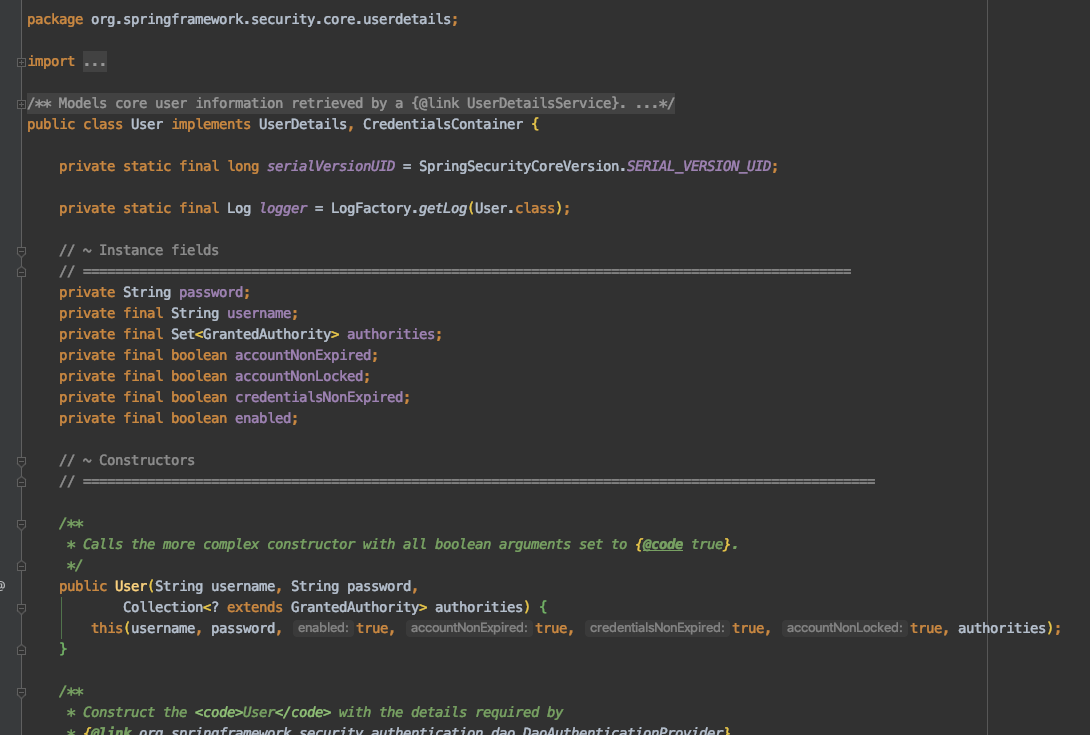 package org.springframework.security.core.userdetails;
import ...
/** Models core user information retrieved by a {@link UserDetailsService}. ...*/
public class User implements UserDetails, CredentialsContainer {
private static final long serialVersionUID = SpringSecurityCoreVersion.SERIAL_VERSION_UID;
private static final Log logger = LogFactory.getLog(User.class);
// ~ Instance fields
// ================================================================================================
private String password;
private final String username;
private final Set<GrantedAuthority> authorities;
private final boolean accountNonExpired;
private final boolean accountNonLocked;
private final boolean credentialsNonExpired;
private final boolean enabled;
// ~ Constructors
// ===================================================================================================
/**
* Calls the more complex constructor with all boolean arguments set to {@code true}.
*/
@
public User(String username, String password,
Collection<? extends GrantedAuthority> authorities) {
this(username, password, enabled: true, accountNonExpired: true, credentialsNonExpired: true, accountNonLocked: true, authorities);
}
/**
* Construct the <code>User</code> with the details required by
* {@link org.springframework.security.authentication.dao.DaoAuthenticationProvider}